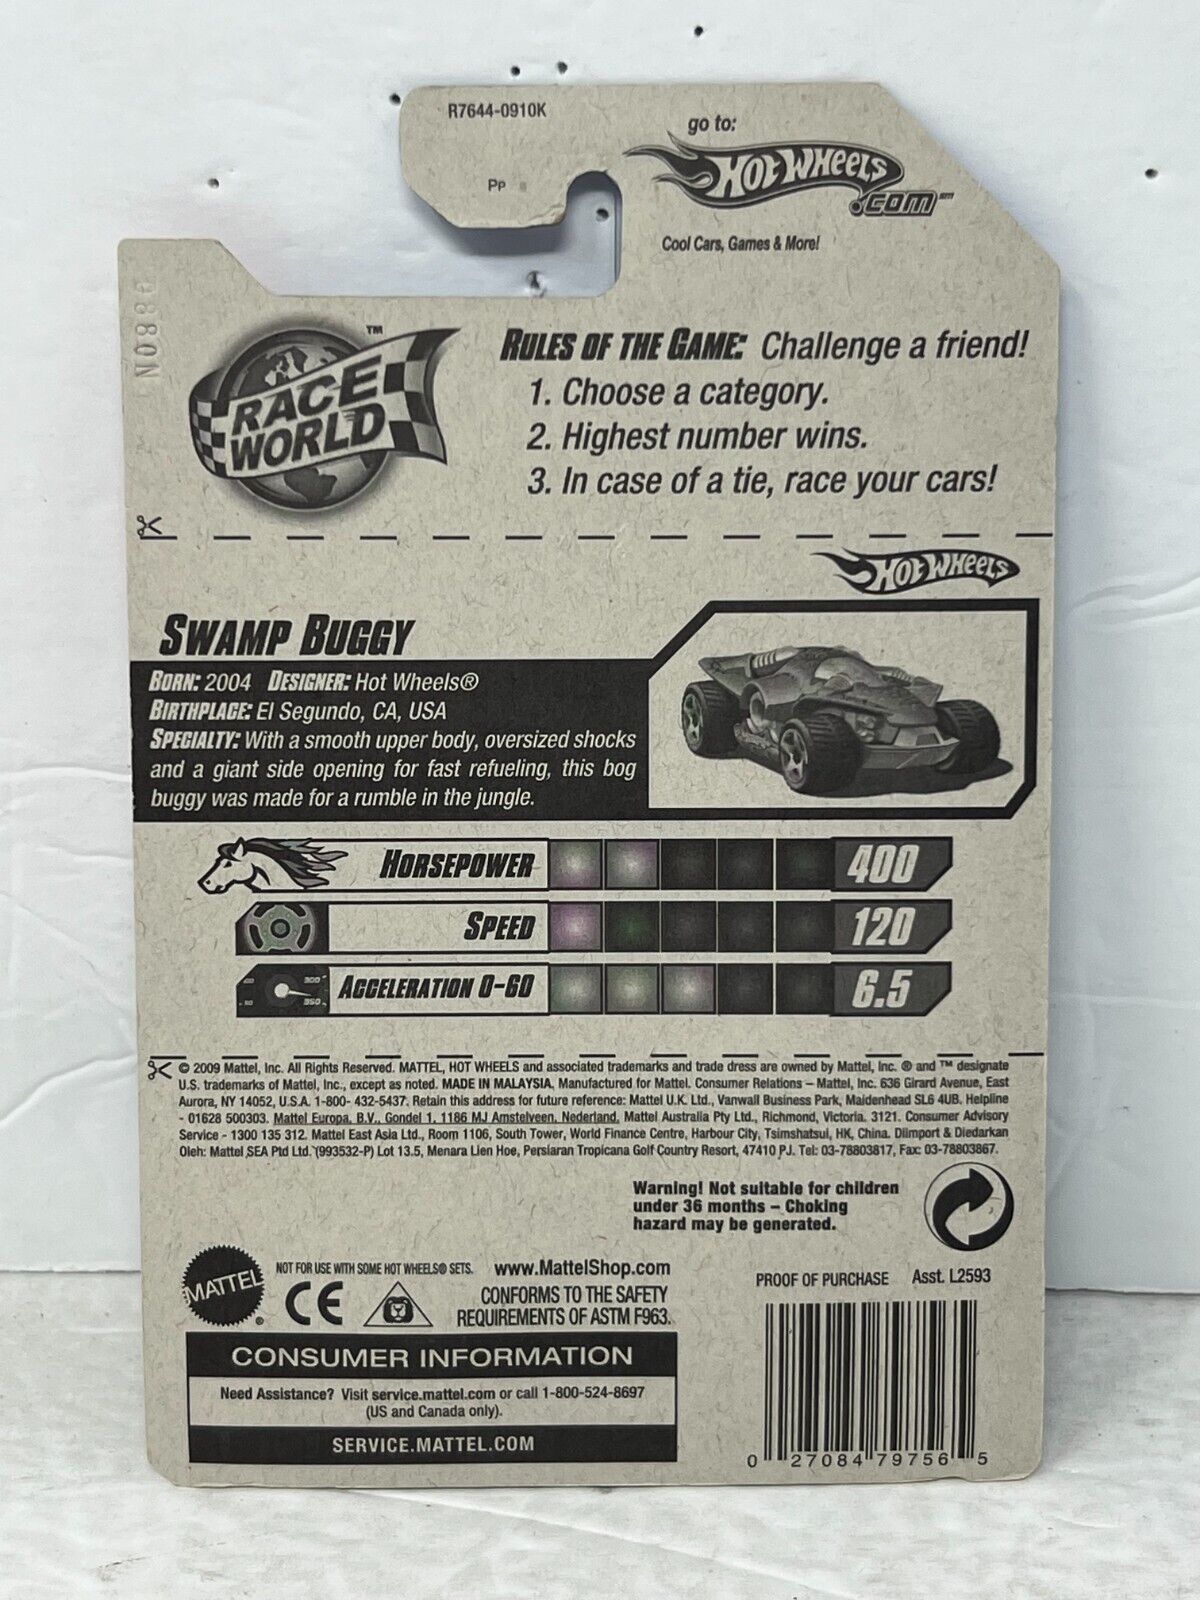 R7644-0910K
go to:
HOT WHEELS
.COM℠
Cool Cars, Games & More!
N088
RACE ™
WORLD
RULES OF THE GAME: Challenge a friend!
1. Choose a category.
2. Highest number wins.
3. In case of a tie, race your cars!
HOT WHEELS
SWAMP BUGGY
BORN: 2004 DESIGNER: Hot Wheels®
BIRTHPLACE: El Segundo, CA, USA
SPECIALTY: With a smooth upper body, oversized shocks
and a giant side opening for fast refueling, this bog
buggy was made for a rumble in the jungle.
HORSEPOWER 400
SPEED 120
ACCELERATION 0-60 6.5
© 2009 Mattel, Inc. All Rights Reserved. MATTEL, HOT WHEELS and associated trademarks and trade dress are owned by Mattel, Inc. ® and ™ designate
U.S. trademarks of Mattel, Inc., except as noted. MADE IN MALAYSIA, Manufactured for Mattel. Consumer Relations – Mattel, Inc. 636 Girard Avenue, East
Aurora, NY 14052, U.S.A. 1-800- 432-5437. Retain this address for future reference: Mattel U.K. Ltd., Vanwall Business Park, Maidenhead SL6 4UB. Helpline
- 01628 500303. Mattel Europa, B.V., Gondel 1, 1186 MJ Amstelveen, Nederland. Mattel Australia Pty Ltd., Richmond, Victoria. 3121. Consumer Advisory
Service - 1300 135 312. Mattel East Asia Ltd., Room 1106, South Tower, World Finance Centre, Harbour City, Tsimshatsui, HK, China. Diimport & Diedarkan
Oleh: Mattel SEA Ptd Ltd. (993532-P) Lot 13.5, Menara Lien Hoe, Persiaran Tropicana Golf Country Resort, 47410 PJ. Tel: 03-78803817, Fax: 03-78803867.
Warning! Not suitable for children
under 36 months – Choking
hazard may be generated.
MATTEL®
NOT FOR USE WITH SOME HOT WHEELS® SETS.
www.MattelShop.com
CE
CONFORMS TO THE SAFETY
REQUIREMENTS OF ASTM F963.
PROOF OF PURCHASE Asst. L2593
CONSUMER INFORMATION
Need Assistance? Visit service.mattel.com or call 1-800-524-8697
(US and Canada only).
SERVICE.MATTEL.COM
0 27084 79756 5